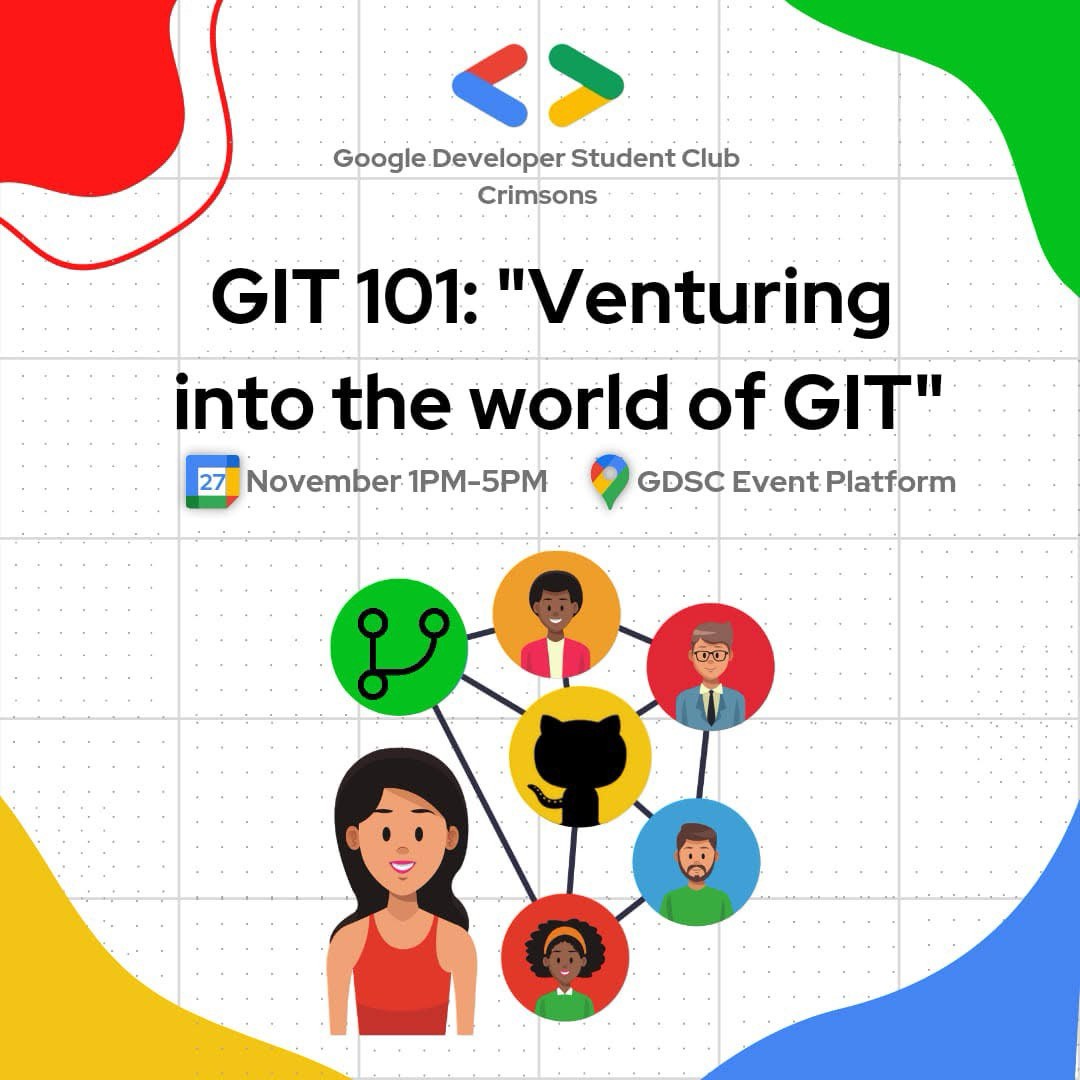 Google Developer Student Club
Crimsons
GIT 101: "Venturing
into the world of GIT"
27 November 1PM-5PM GDSC Event Platform